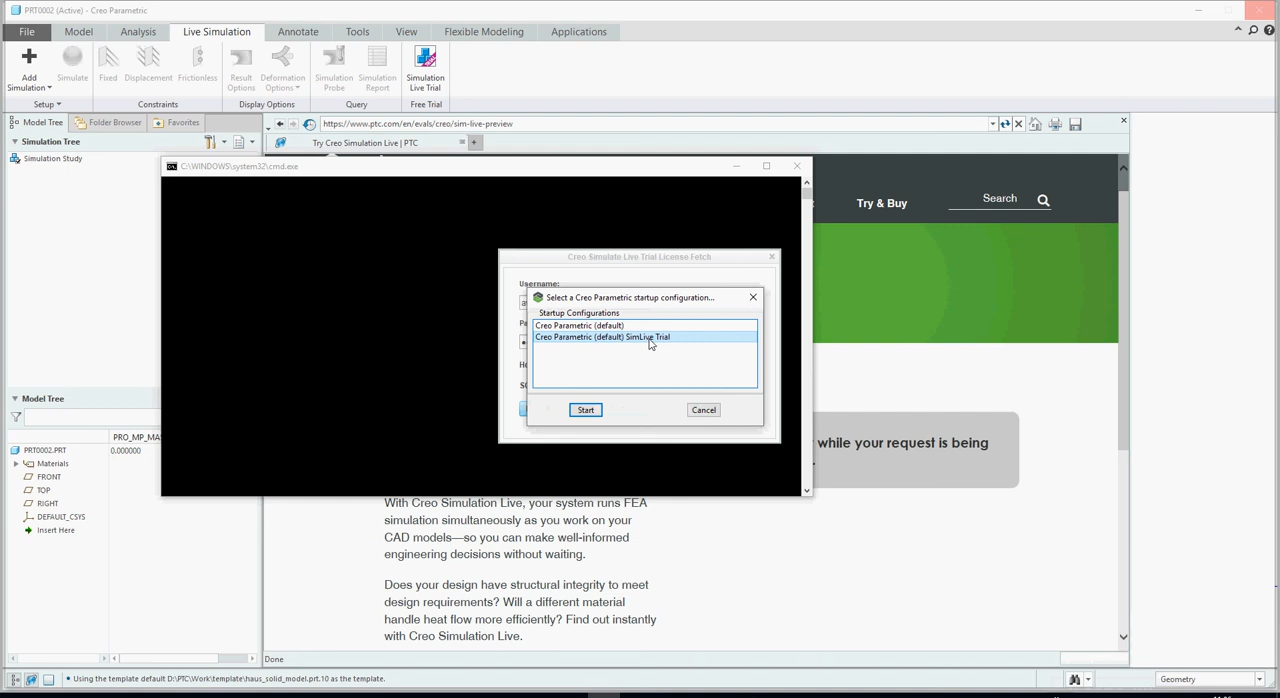 PRT0002 (Active) - Creo Parametric
File Model Analysis Live Simulation Annotate Tools View Flexible Modeling Applications
Add Simulation Simulate Fixed Displacement Frictionless Result Options Deformation Options Simulation Probe Simulation Report Simulation Live Trial
Setup Constraints Display Options Query Free Trial
Model Tree Folder Browser Favorites
https://www.ptc.com/en/evals/creo/sim-live-preview
Simulation Tree
Try Creo Simulation Live | PTC
Simulation Study
C:\WINDOWS\system32\cmd.exe
Try & Buy
Search
Creo Simulate Live Trial License Fetch
Username:
Select a Creo Parametric startup configuration...
Startup Configurations
Creo Parametric (default)
Creo Parametric (default) SimLive Trial
Start Cancel
Model Tree
PRO_MP_MA
PRT0002.PRT 0.000000
Materials
FRONT
TOP
RIGHT
DEFAULT_CSYS
Insert Here
while your request is being
With Creo Simulation Live, your system runs FEA
simulation simultaneously as you work on your
CAD models—so you can make well-informed
engineering decisions without waiting.
Does your design have structural integrity to meet
design requirements? Will a different material
handle heat flow more efficiently? Find out instantly
with Creo Simulation Live.
Done
• Using the template default D:\PTC\Work\template\haus_solid_model.prt.10 as the template.
Geometry